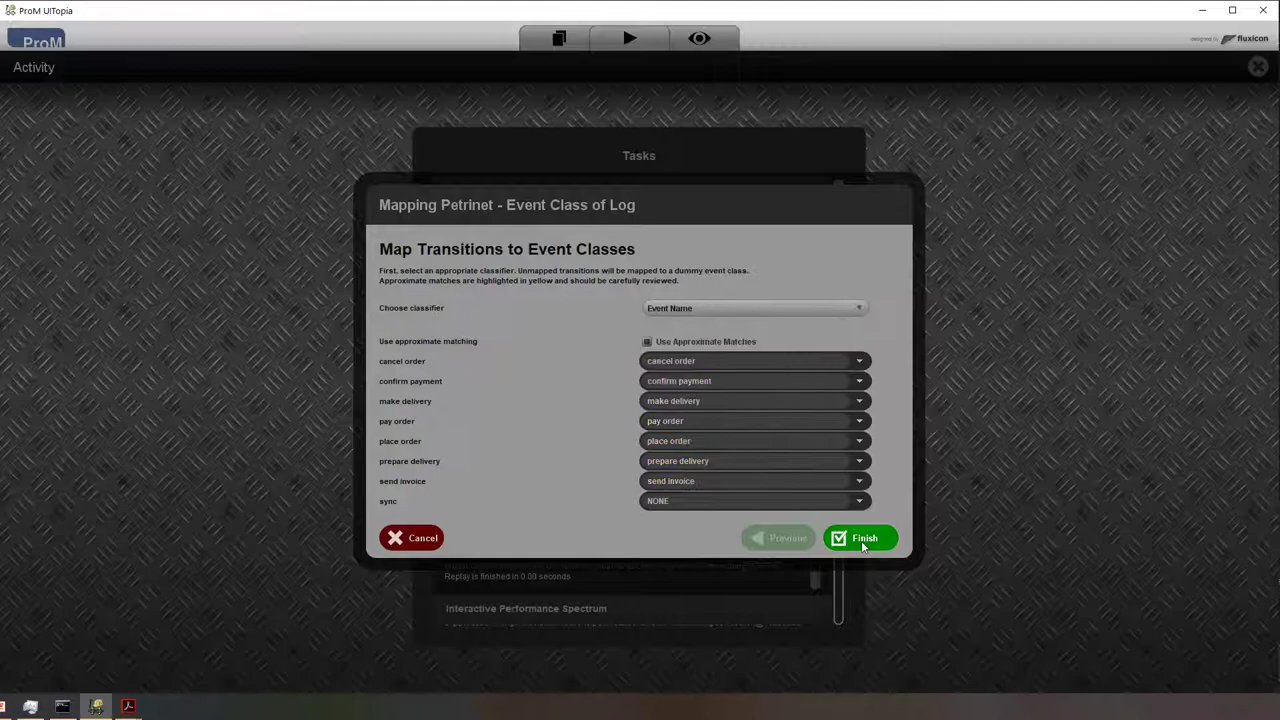 ProM UITopia
ProM
designed by fluxicon
Activity
Tasks
Mapping Petrinet - Event Class of Log
Map Transitions to Event Classes
First, select an appropriate classifier. Unmapped transitions will be mapped to a dummy event class.
Approximate matches are highlighted in yellow and should be carefully reviewed.
Choose classifier Event Name
Use approximate matching Use Approximate Matches
cancel order cancel order
confirm payment confirm payment
make delivery make delivery
pay order pay order
place order place order
prepare delivery prepare delivery
send invoice send invoice
sync NONE
Cancel Previous Finish
Replay is finished in 0.00 seconds
Interactive Performance Spectrum